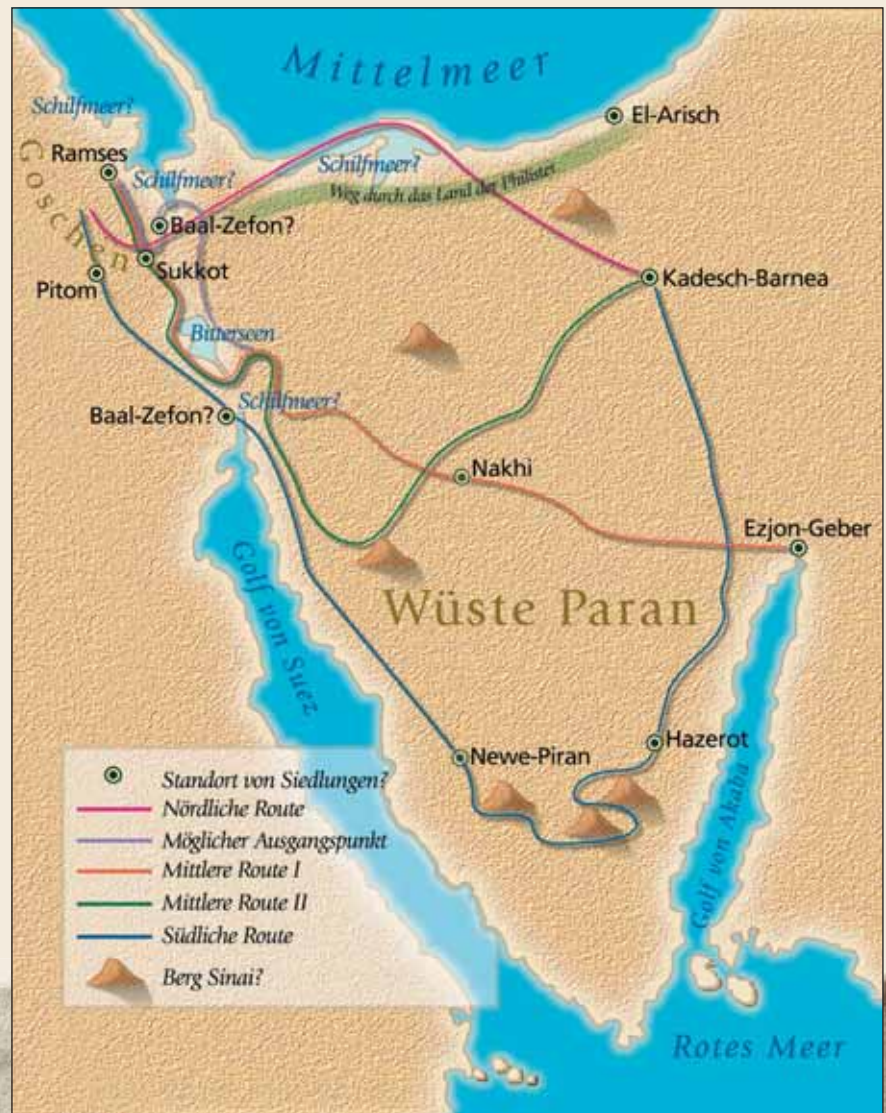 Mittelmeer
Schilfmeer?
El-Arisch
Ramses
Schilfmeer?
Schilfmeer?
Goschen
Weg durch das Land der Philister
Baal-Zefon?
Sukkot
Pitom
Kadesch-Barnea
Bitterseen
Baal-Zefon?
Schilfmeer?
Nakhi
Ezjon-Geber
Wüste Paran
Golf von Suez
Newe-Piran
Hazerot
Golf von Akaba
Standort von Siedlungen?
Nördliche Route
Möglicher Ausgangspunkt
Mittlere Route I
Mittlere Route II
Südliche Route
Berg Sinai?
Rotes Meer